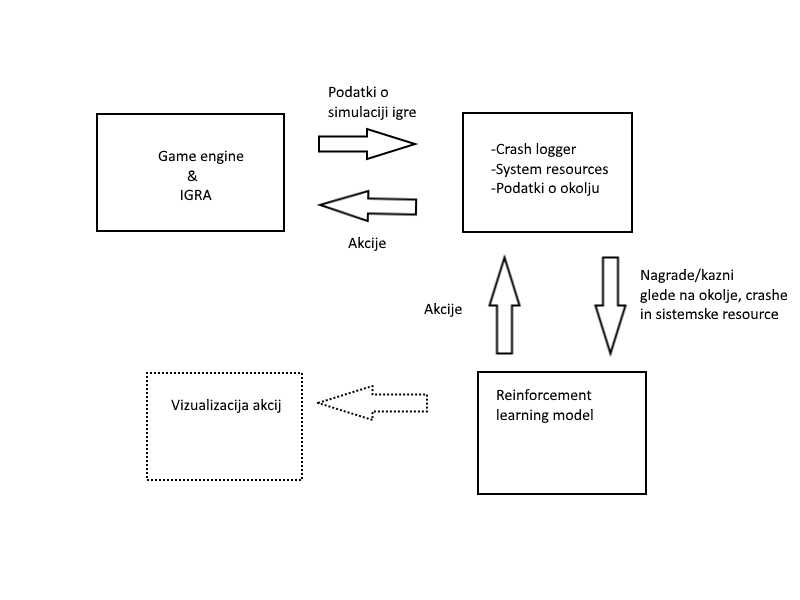 Podatki o
simulaciji igre
Game engine
&
IGRA
-Crash logger
-System resources
-Podatki o okolju
Akcije
Akcije
Nagrade/kazni
glede na okolje, crashe
in sistemske resource
Vizualizacija akcij
Reinforcement
learning model